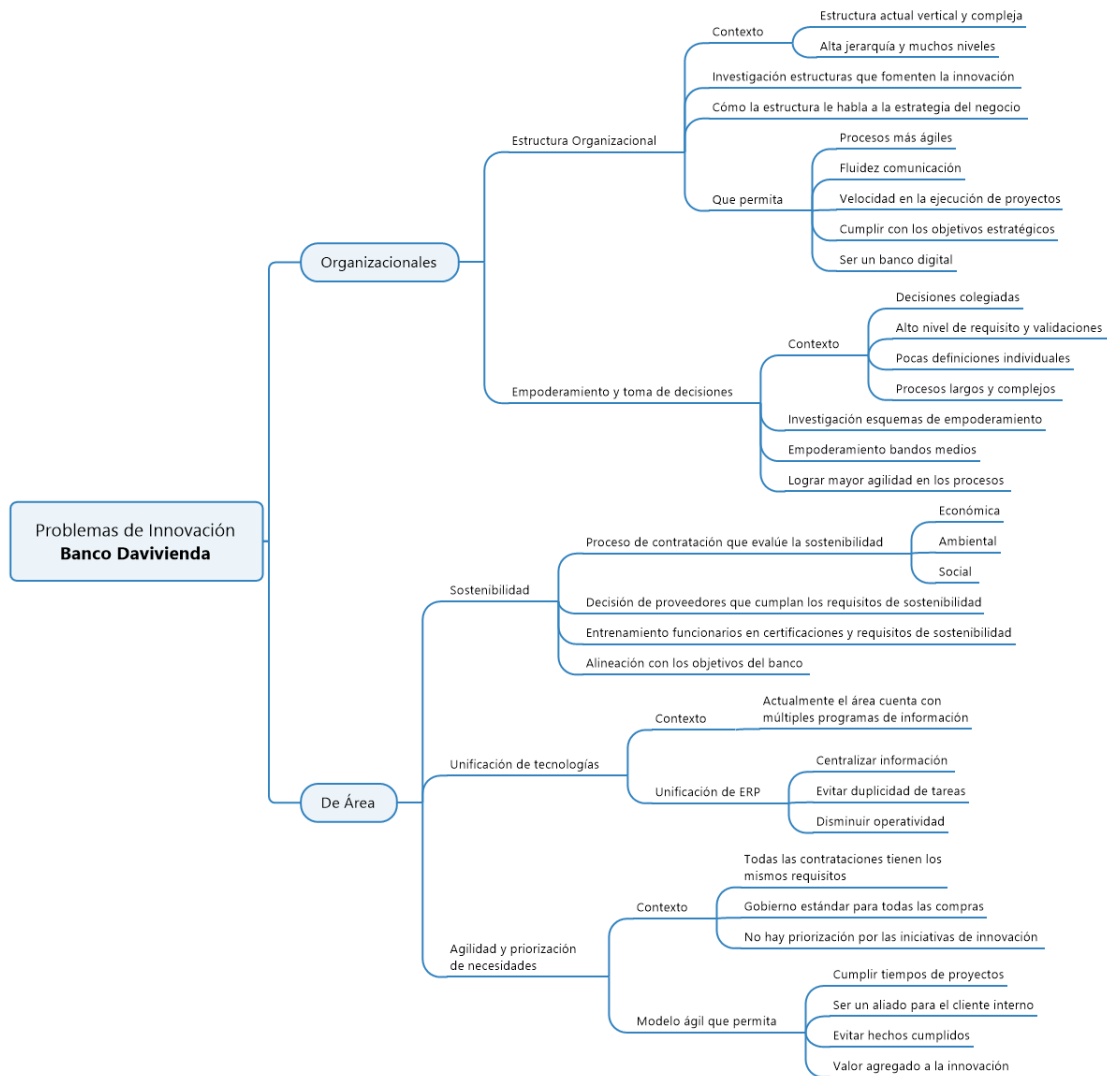 Problemas de Innovación
Banco Davivienda
Organizacionales
Estructura Organizacional
Contexto
Estructura actual vertical y compleja
Alta jerarquía y muchos niveles
Investigación estructuras que fomenten la innovación
Cómo la estructura le habla a la estrategia del negocio
Que permita
Procesos más ágiles
Fluidez comunicación
Velocidad en la ejecución de proyectos
Cumplir con los objetivos estratégicos
Ser un banco digital
Empoderamiento y toma de decisiones
Contexto
Decisiones colegiadas
Alto nivel de requisito y validaciones
Pocas definiciones individuales
Procesos largos y complejos
Investigación esquemas de empoderamiento
Empoderamiento bandos medios
Lograr mayor agilidad en los procesos
De Área
Sostenibilidad
Proceso de contratación que evalúe la sostenibilidad
Económica
Ambiental
Social
Decisión de proveedores que cumplan los requisitos de sostenibilidad
Entrenamiento funcionarios en certificaciones y requisitos de sostenibilidad
Alineación con los objetivos del banco
Unificación de tecnologías
Contexto
Actualmente el área cuenta con
múltiples programas de información
Unificación de ERP
Centralizar información
Evitar duplicidad de tareas
Disminuir operatividad
Agilidad y priorización
de necesidades
Contexto
Todas las contrataciones tienen los
mismos requisitos
Gobierno estándar para todas las compras
No hay priorización por las iniciativas de innovación
Modelo ágil que permita
Cumplir tiempos de proyectos
Ser un aliado para el cliente interno
Evitar hechos cumplidos
Valor agregado a la innovación